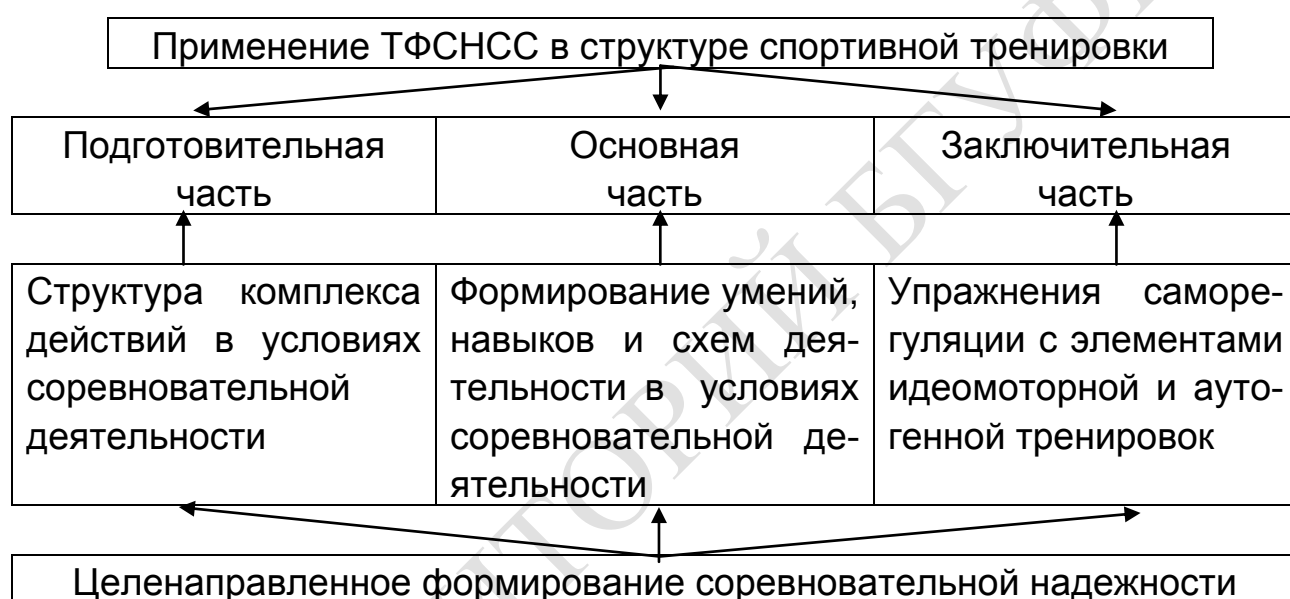 Применение ТФСНСС в структуре спортивной тренировки
Подготовительная
часть
Основная
часть
Заключительная
часть
Структура комплекса
действий в условиях
соревновательной
деятельности
Формирование умений,
навыков и схем дея-
тельности в условиях
соревновательной де-
ятельности
Упражнения саморе-
гуляции с элементами
идеомоторной и ауто-
генной тренировок
Целенаправленное формирование соревновательной надежности